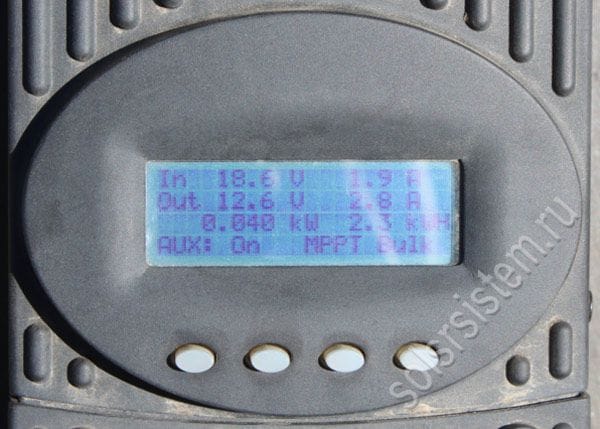 In 18.6 V 1.9 A
Out 12.6 V 2.8 A
0.040 kW 2.3 kWH
AUX: On MPPT Bulk
solsrsistem.ru